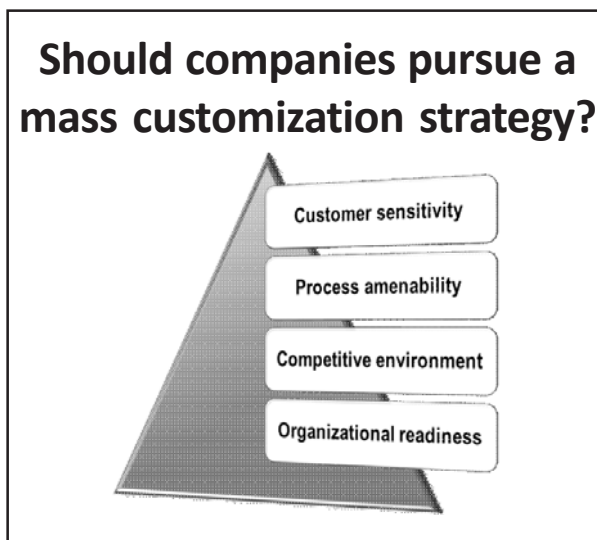 Should companies pursue a
mass customization strategy?
Customer sensitivity
Process amenability
Competitive environment
Organizational readiness